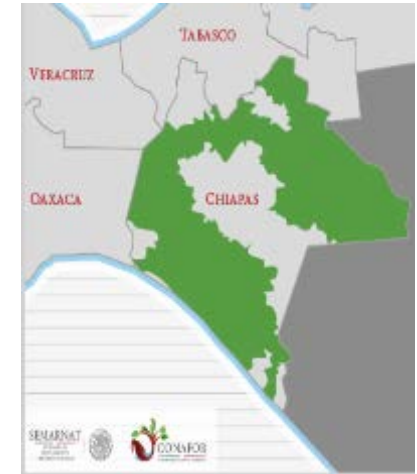 TABASCO
VERACRUZ
OAXACA
CHIAPAS
SEMARNAT
CONAFOR